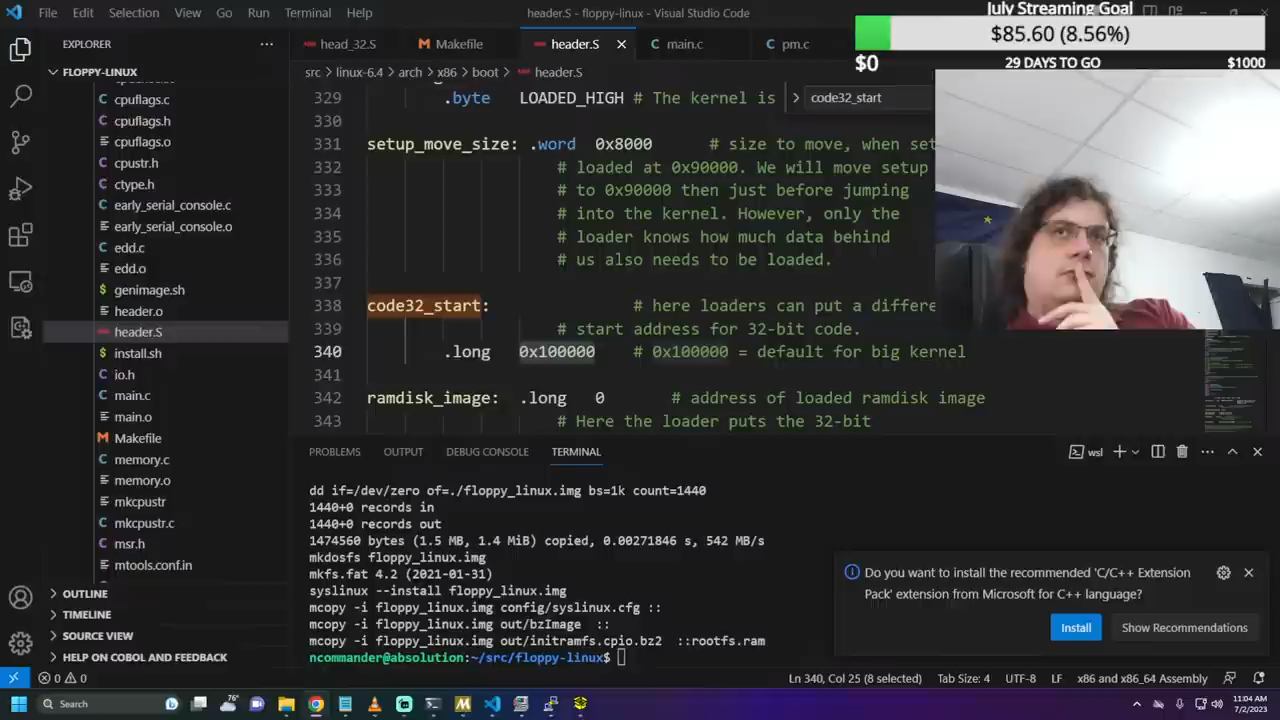 File Edit Selection View Go Run Terminal Help
header.S - floppy-linux - Visual Studio Code
July Streaming Goal
$85.60 (8.56%)
$0 29 DAYS TO GO $1000
EXPLORER
head_32.S Makefile header.S main.c pm.c
FLOPPY-LINUX
src > linux-6.4 > arch > x86 > boot > header.S
code32_start
cpuflags.c
cpuflags.h
cpuflags.o
cpustr.h
ctype.h
early_serial_console.c
early_serial_console.o
edd.c
edd.o
genimage.sh
header.o
header.S
install.sh
io.h
main.c
main.o
Makefile
memory.c
memory.o
mkcpustr
mkcpustr.c
msr.h
mtools.conf.in
OUTLINE
TIMELINE
SOURCE VIEW
HELP ON COBOL AND FEEDBACK
329 .byte LOADED_HIGH # The kernel is
330
331 setup_move_size: .word 0x8000 # size to move, when set
332 # loaded at 0x90000. We will move setup
333 # to 0x90000 then just before jumping
334 # into the kernel. However, only the
335 # loader knows how much data behind
336 # us also needs to be loaded.
337
338 code32_start: # here loaders can put a differe
339 # start address for 32-bit code.
340 .long 0x100000 # 0x100000 = default for big kernel
341
342 ramdisk_image: .long 0 # address of loaded ramdisk image
343 # Here the loader puts the 32-bit
PROBLEMS OUTPUT DEBUG CONSOLE TERMINAL
wsl
dd if=/dev/zero of=./floppy_linux.img bs=1k count=1440
1440+0 records in
1440+0 records out
1474560 bytes (1.5 MB, 1.4 MiB) copied, 0.00271846 s, 542 MB/s
mkdosfs floppy_linux.img
mkfs.fat 4.2 (2021-01-31)
syslinux --install floppy_linux.img
mcopy -i floppy_linux.img config/syslinux.cfg ::
mcopy -i floppy_linux.img out/bzImage ::
mcopy -i floppy_linux.img out/initramfs.cpio.bz2 ::rootfs.ram
ncommander@absolution:~/src/floppy-linux$
Do you want to install the recommended 'C/C++ Extension
Pack' extension from Microsoft for C++ language?
Install Show Recommendations
0 0 Ln 340, Col 25 (8 selected) Tab Size: 4 UTF-8 LF x86 and x86_64 Assembly
Search 76° 11:04 AM
7/2/2023